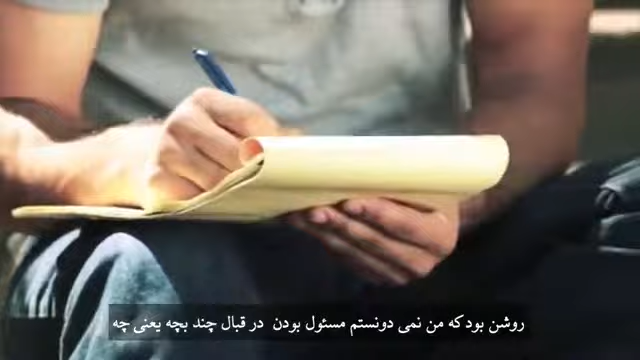 روشن بود که من نمی دونستم مسئول بودن در قبال چند بچه یعنی چه